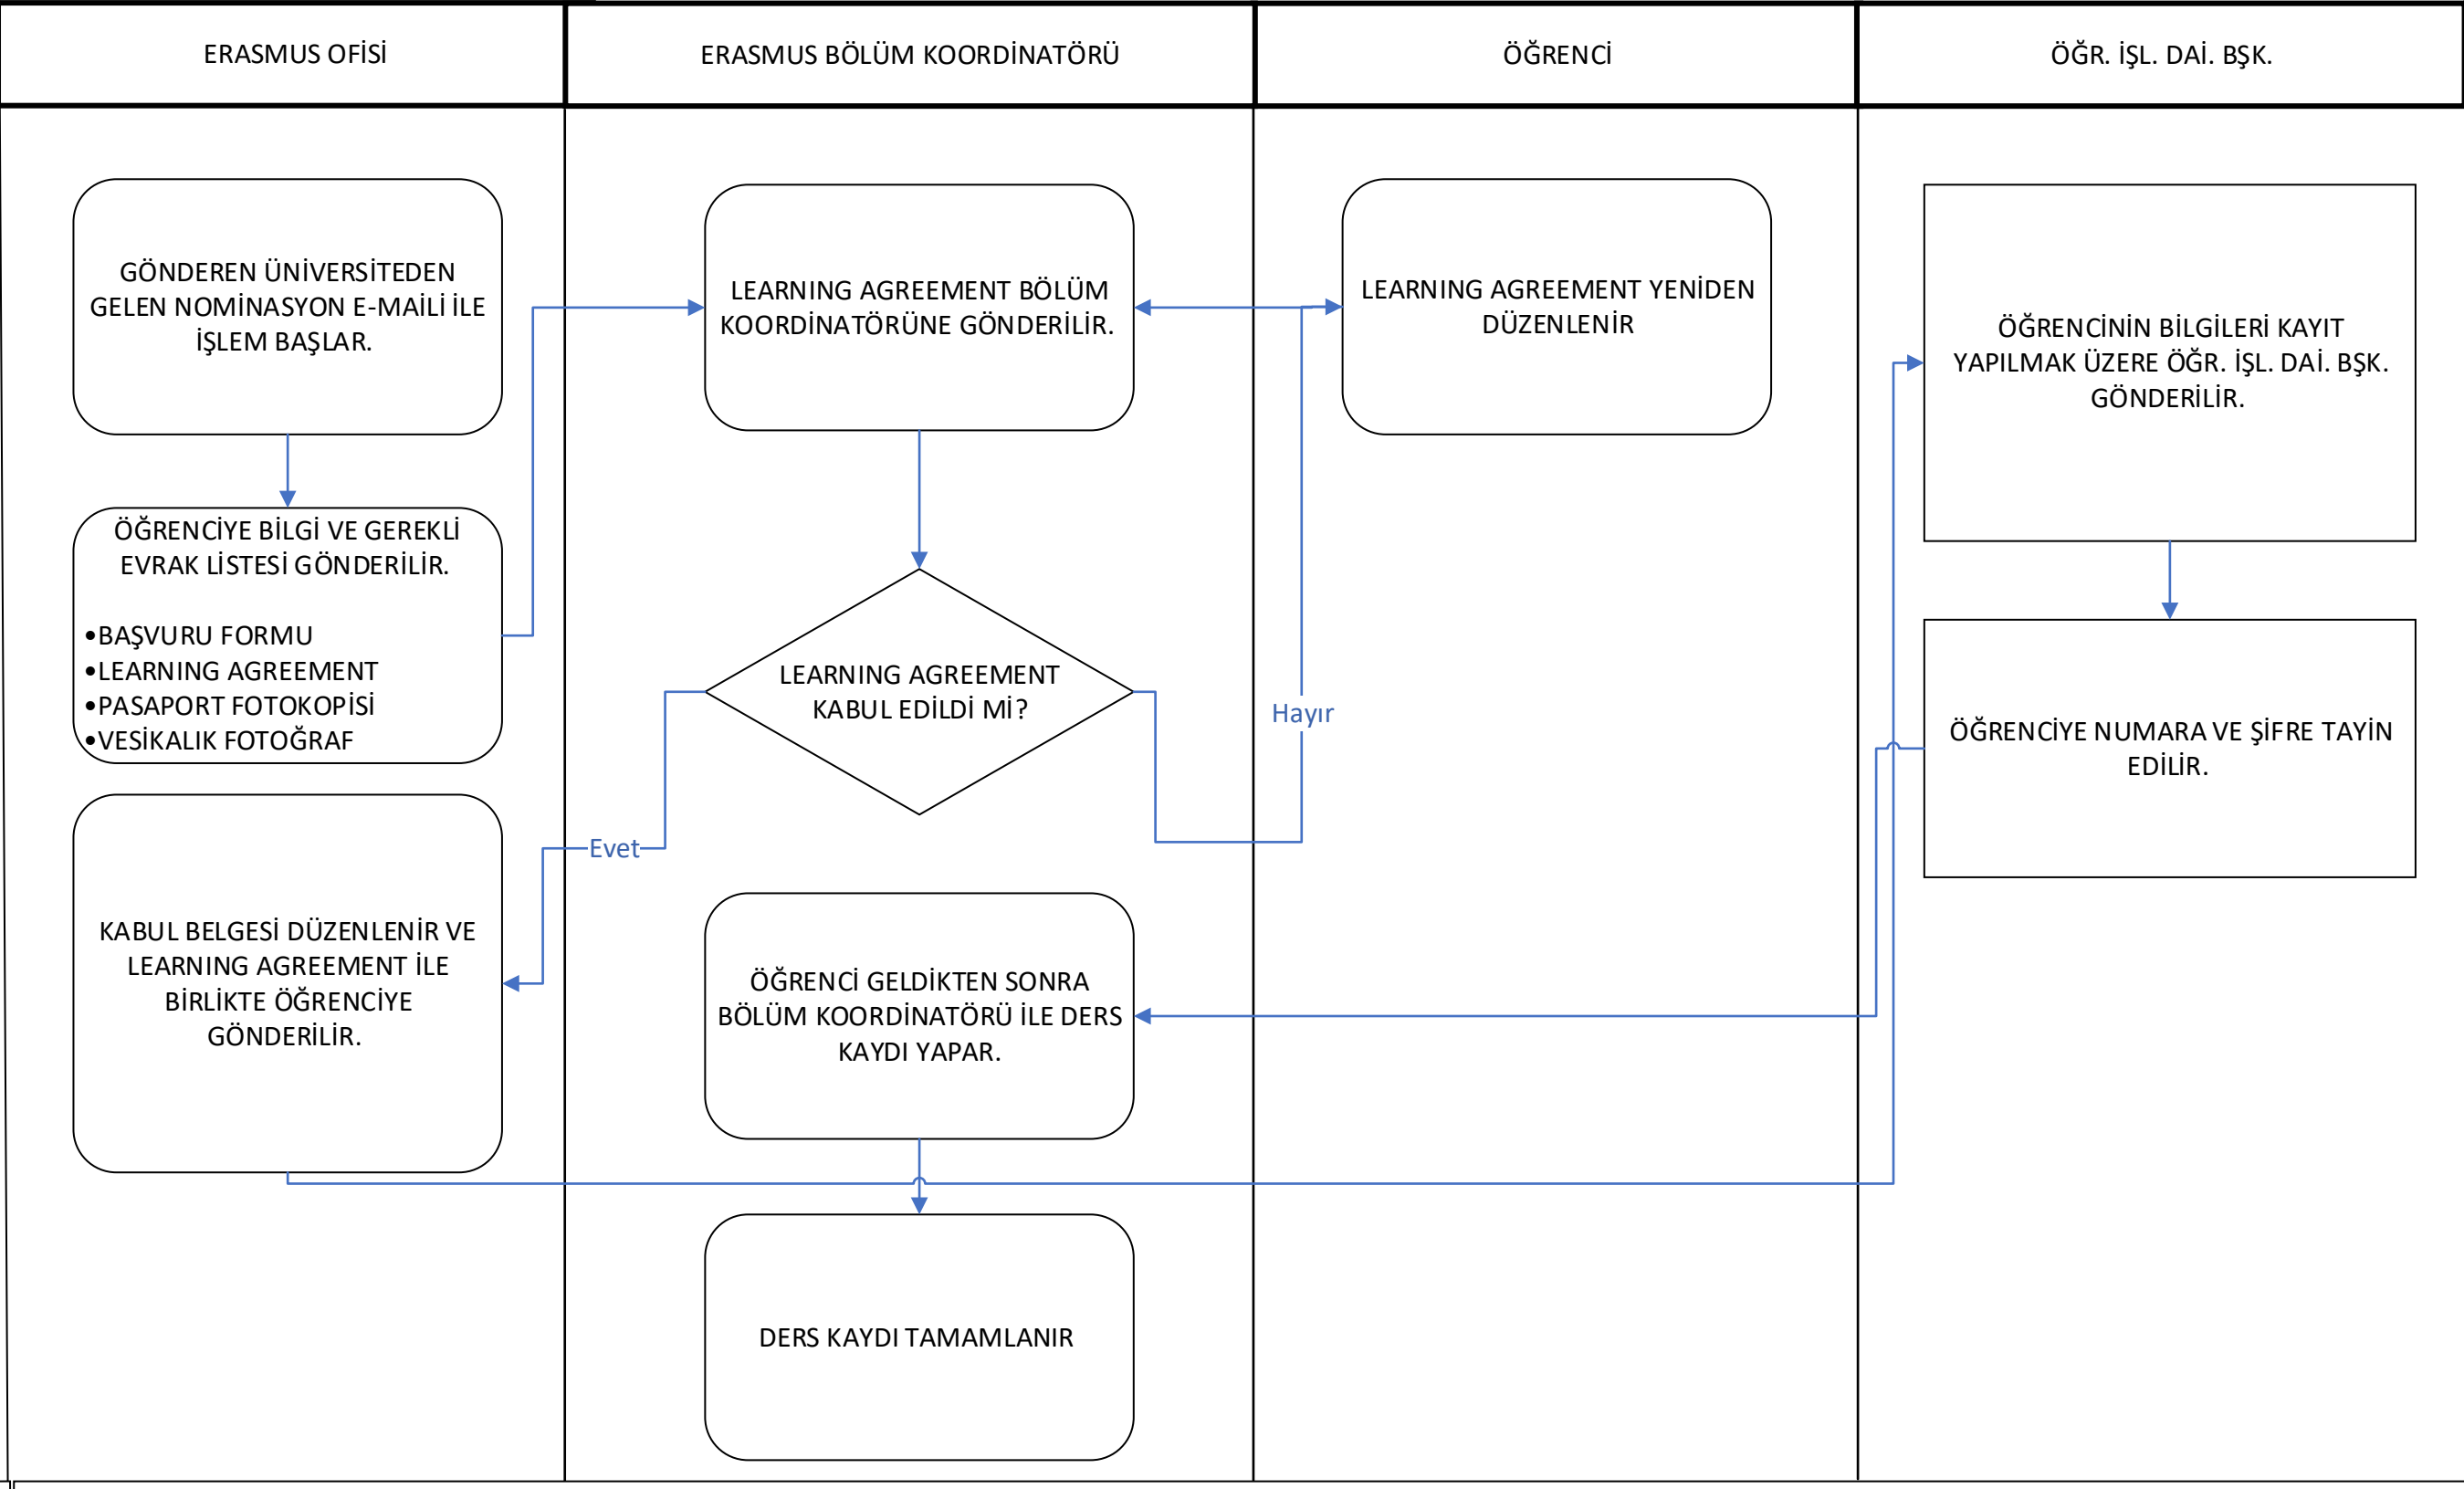 ERASMUS OFİSİ
ERASMUS BÖLÜM KOORDİNATÖRÜ
ÖĞRENCİ
ÖĞR. İŞL. DAİ. BŞK.
GÖNDEREN ÜNİVERSİTEDEN
GELEN NOMİNASYON E-MAİLİ İLE
İŞLEM BAŞLAR.
ÖĞRENCİYE BİLGİ VE GEREKLİ
EVRAK LİSTESİ GÖNDERİLİR.
•BAŞVURU FORMU
•LEARNING AGREEMENT
•PASAPORT FOTOKOPİSİ
•VESİKALIK FOTOĞRAF
KABUL BELGESİ DÜZENLENİR VE
LEARNING AGREEMENT İLE
BİRLİKTE ÖĞRENCİYE
GÖNDERİLİR.
LEARNING AGREEMENT BÖLÜM
KOORDİNATÖRÜNE GÖNDERİLİR.
LEARNING AGREEMENT
KABUL EDİLDİ Mİ?
Evet
Hayır
ÖĞRENCİ GELDİKTEN SONRA
BÖLÜM KOORDİNATÖRÜ İLE DERS
KAYDI YAPAR.
DERS KAYDI TAMAMLANIR
LEARNING AGREEMENT YENİDEN
DÜZENLENİR
ÖĞRENCİNİN BİLGİLERİ KAYIT
YAPILMAK ÜZERE ÖĞR. İŞL. DAİ. BŞK.
GÖNDERİLİR.
ÖĞRENCİYE NUMARA VE ŞİFRE TAYİN
EDİLİR.